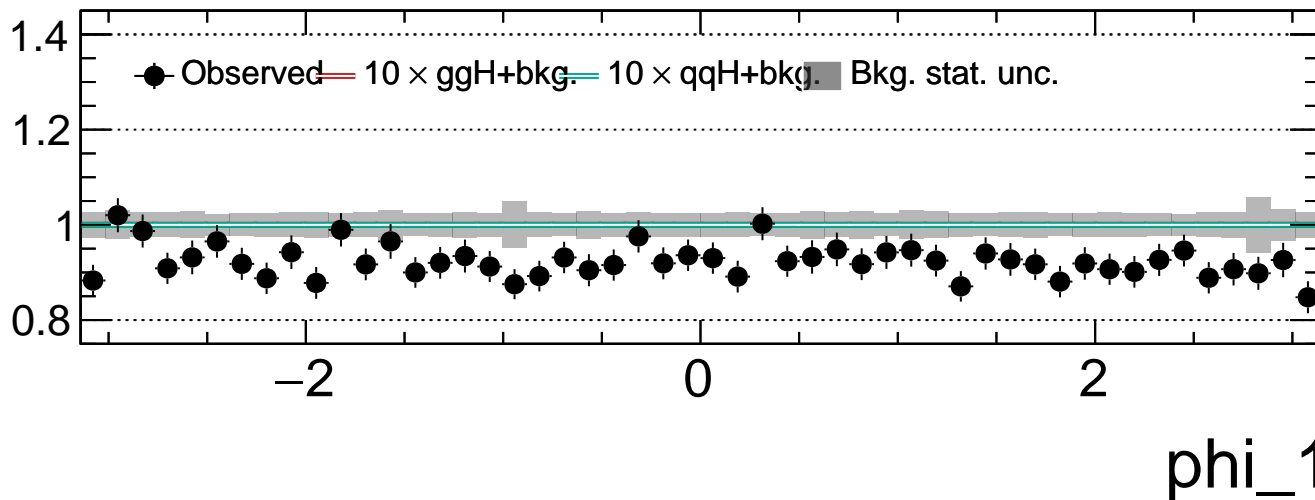 1.4
Observed 10 × ggH+bkg. 10 × qqH+bkg. Bkg. stat. unc.
1.2
1
0.8
−2 0 2
phi_1